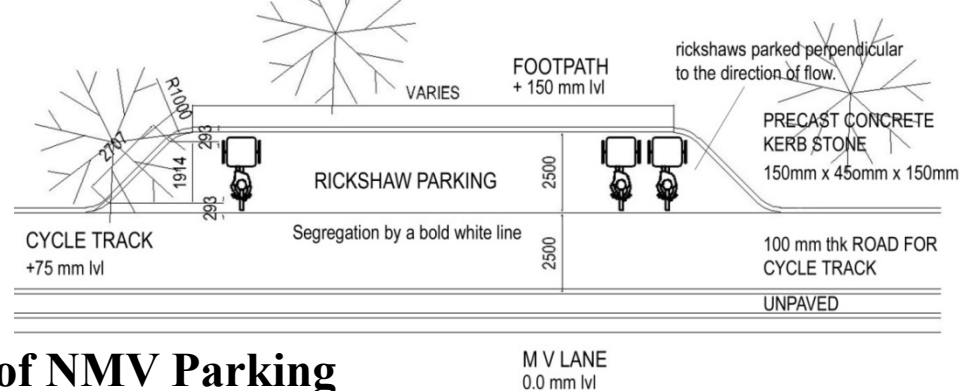 FOOTPATH
+ 150 mm lvl
rickshaws parked perpendicular
to the direction of flow.
VARIES
R1000
PRECAST CONCRETE
KERB STONE
150mm x 45omm x 150mm
2707
293
1914
293
RICKSHAW PARKING
2500
Segregation by a bold white line
2500
CYCLE TRACK
+75 mm lvl
100 mm thk ROAD FOR
CYCLE TRACK
UNPAVED
of NMV Parking
M V LANE
0.0 mm lvl